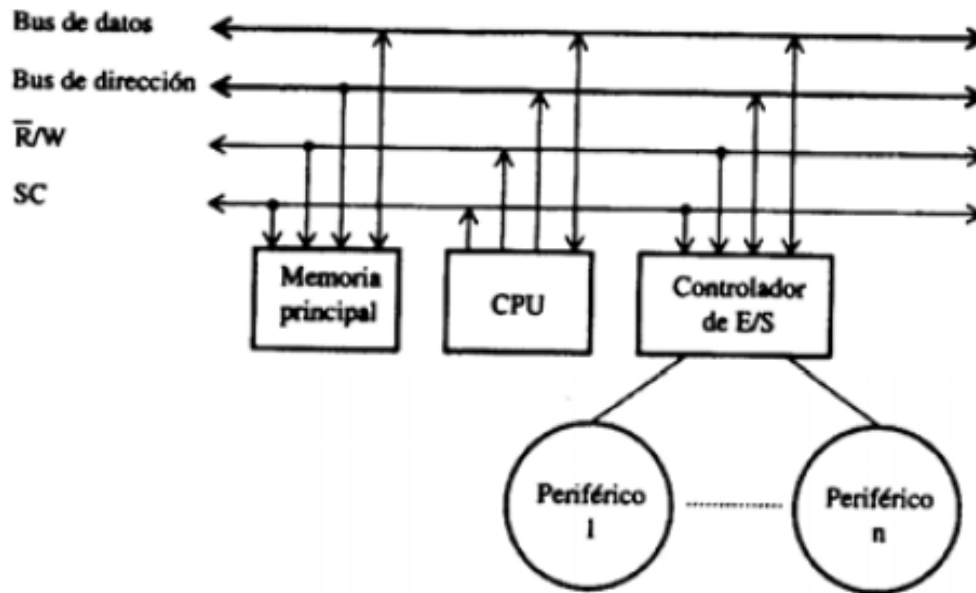 Bus de datos
Bus de dirección
R̅/W
SC
Memoria
principal
CPU
Controlador
de E/S
Periférico
1
Periférico
n